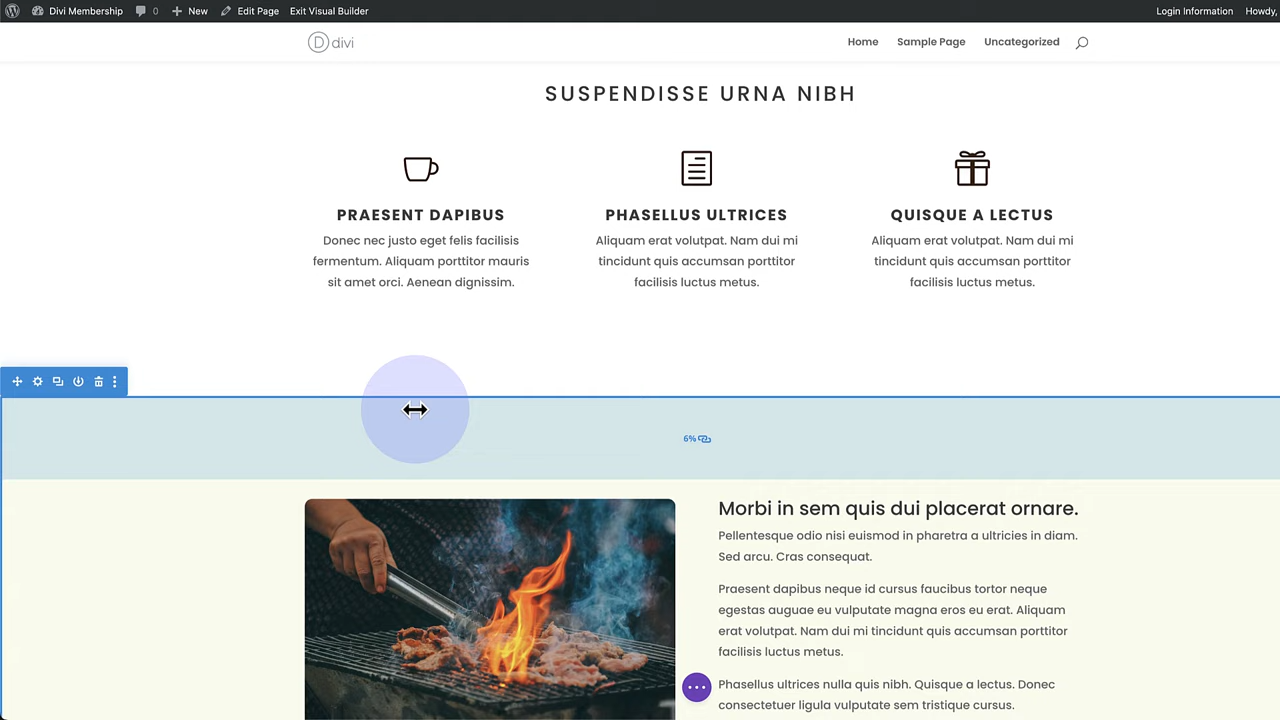 Divi Membership 0 New Edit Page Exit Visual Builder Login Information Howdy,
D divi Home Sample Page Uncategorized
SUSPENDISSE URNA NIBH
PRAESENT DAPIBUS
Donec nec justo eget felis facilisis
fermentum. Aliquam porttitor mauris
sit amet orci. Aenean dignissim.
PHASELLUS ULTRICES
Aliquam erat volutpat. Nam dui mi
tincidunt quis accumsan porttitor
facilisis luctus metus.
QUISQUE A LECTUS
Aliquam erat volutpat. Nam dui mi
tincidunt quis accumsan porttitor
facilisis luctus metus.
6%
Morbi in sem quis dui placerat ornare.
Pellentesque odio nisi euismod in pharetra a ultricies in diam.
Sed arcu. Cras consequat.
Praesent dapibus neque id cursus faucibus tortor neque
egestas auguae eu vulputate magna eros eu erat. Aliquam
erat volutpat. Nam dui mi tincidunt quis accumsan porttitor
facilisis luctus metus.
Phasellus ultrices nulla quis nibh. Quisque a lectus. Donec
consectetuer ligula vulputate sem tristique cursus.